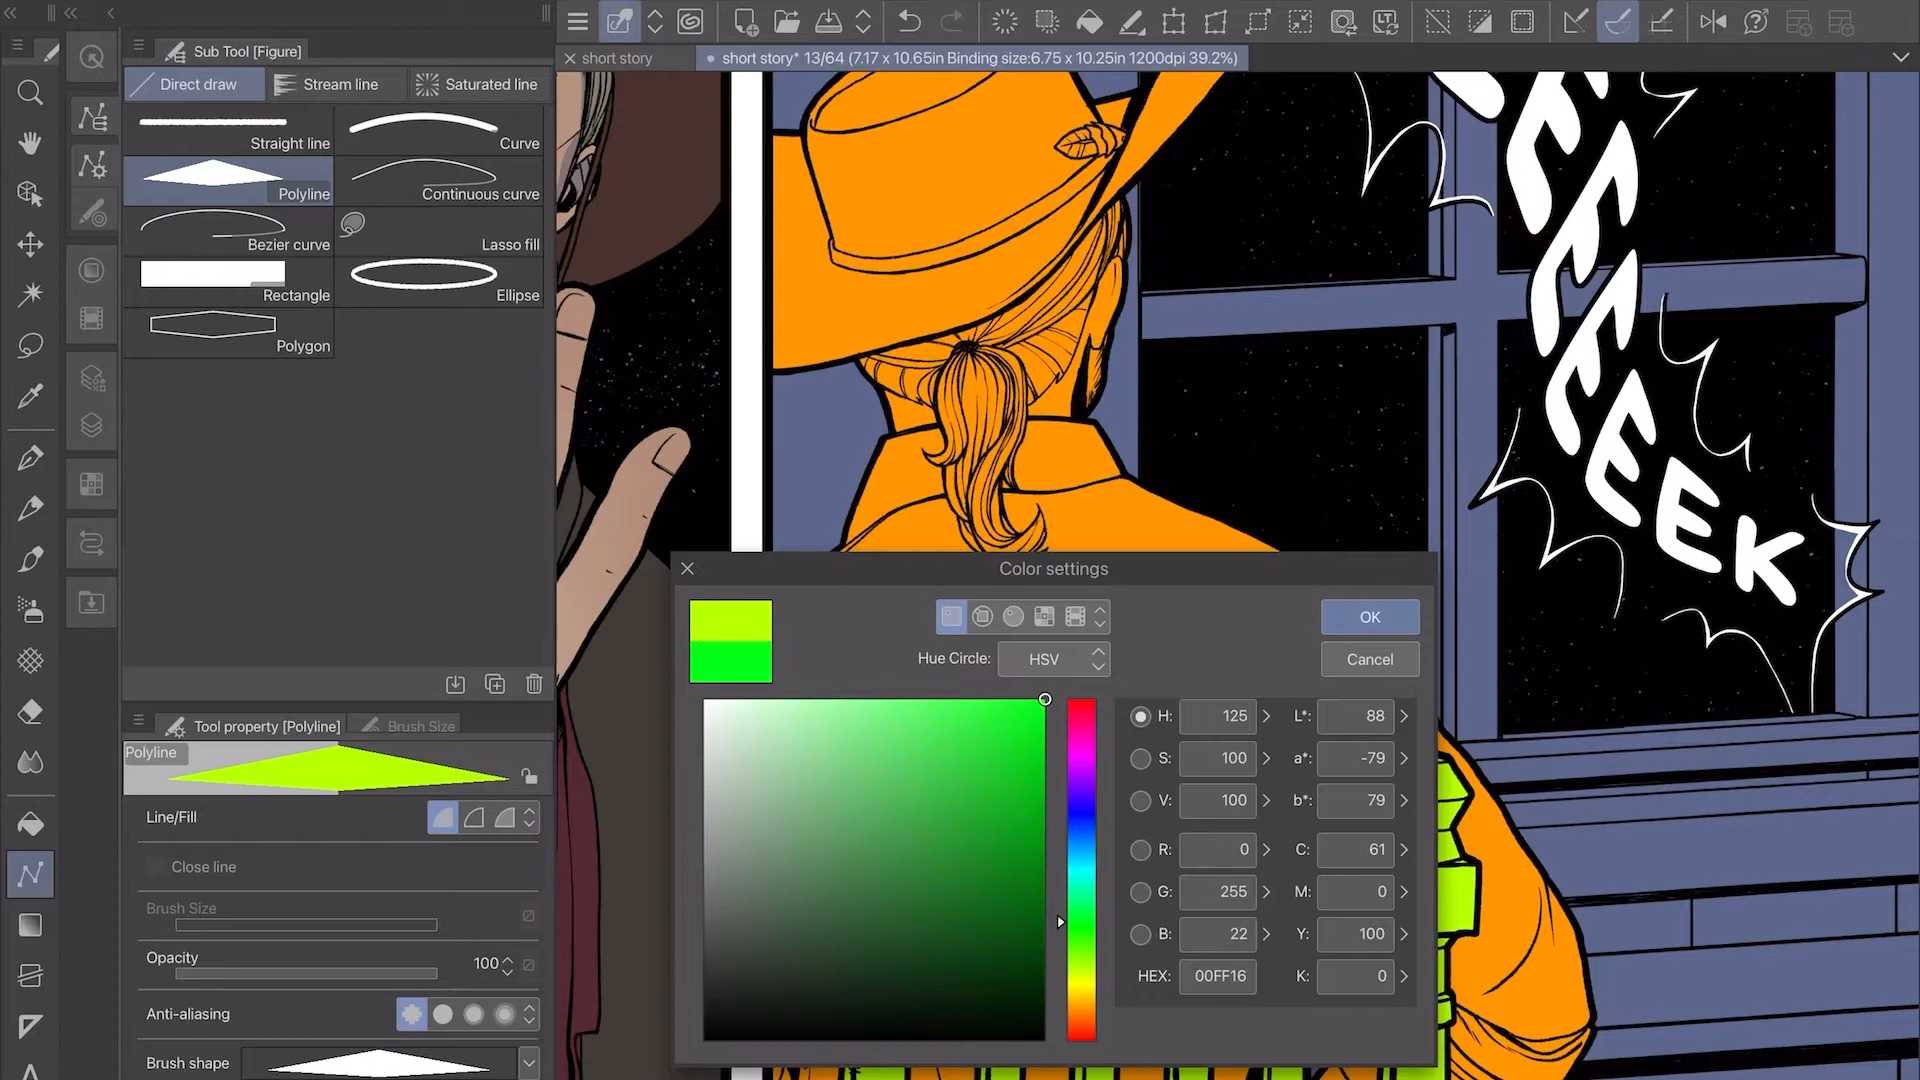 Sub Tool [Figure]
short story
short story* 13/64 (7.17 x 10.65in Binding size:6.75 x 10.25in 1200dpi 39.2%)
Direct draw
Stream line
Saturated line
Straight line
Curve
Polyline
Continuous curve
Bezier curve
Lasso fill
Rectangle
Ellipse
Polygon
EEK
Tool property [Polyline]
Brush Size
Polyline
Line/Fill
Close line
Brush Size
Opacity
100
Anti-aliasing
Brush shape
Color settings
OK
Hue Circle: HSV
Cancel
H: 125 L*: 88
S: 100 a*: -79
V: 100 b*: 79
R: 0 C: 61
G: 255 M: 0
B: 22 Y: 100
HEX: 00FF16 K: 0